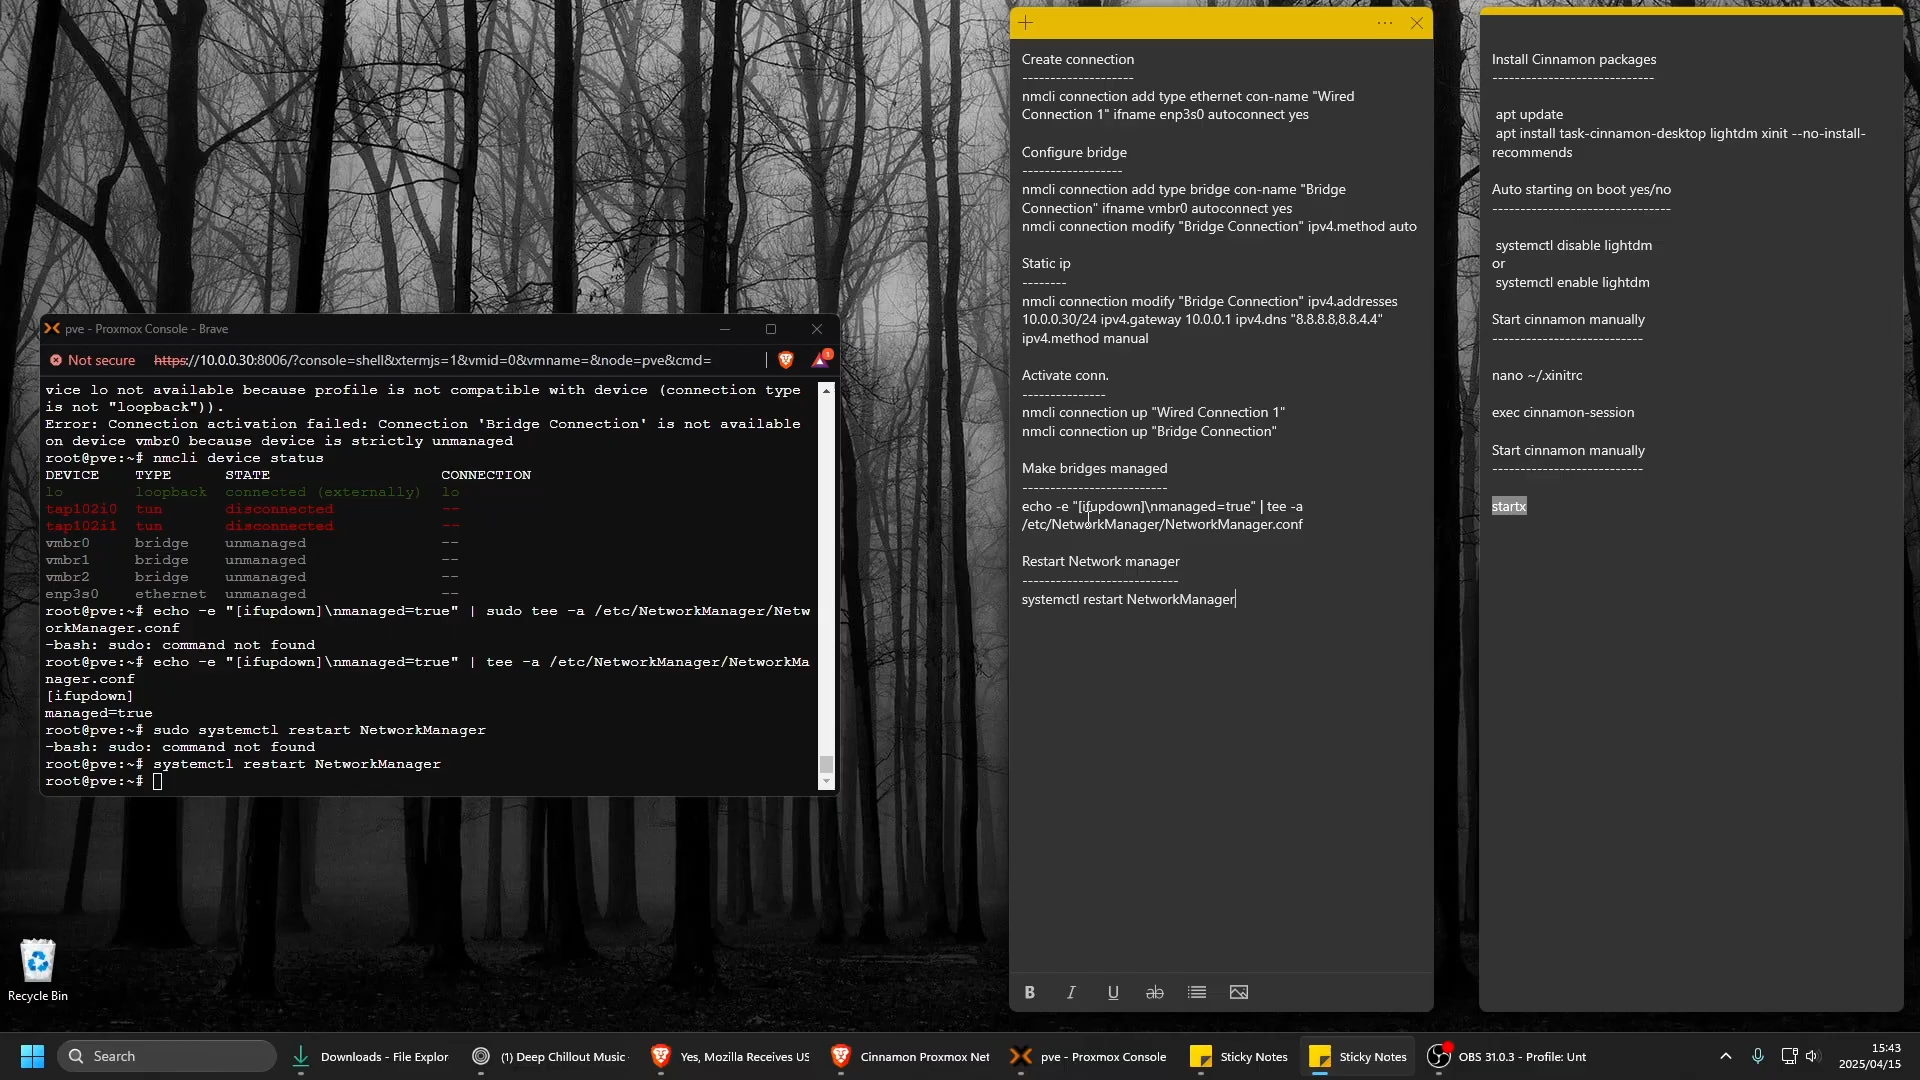 pve - Proxmox Console - Brave
Not secure
https://10.0.0.30:8006/?console=shell&xtermjs=1&vmid=0&vmname=&node=pve&cmd=
1
vice lo not available because profile is not compatible with device (connection type
is not "loopback")).
Error: Connection activation failed: Connection 'Bridge Connection' is not available
on device vmbr0 because device is strictly unmanaged
root@pve:~# nmcli device status
DEVICE TYPE STATE CONNECTION
lo loopback connected (externally) lo
tap102i0 tun disconnected --
tap102i1 tun disconnected --
vmbr0 bridge unmanaged --
vmbr1 bridge unmanaged --
vmbr2 bridge unmanaged --
enp3s0 ethernet unmanaged --
root@pve:~# echo -e "[ifupdown]\nmanaged=true" | sudo tee -a /etc/NetworkManager/Netw
orkManager.conf
-bash: sudo: command not found
root@pve:~# echo -e "[ifupdown]\nmanaged=true" | tee -a /etc/NetworkManager/NetworkMa
nager.conf
[ifupdown]
managed=true
root@pve:~# sudo systemctl restart NetworkManager
-bash: sudo: command not found
root@pve:~# systemctl restart NetworkManager
root@pve:~#
Create connection
--------------------
nmcli connection add type ethernet con-name "Wired
Connection 1" ifname enp3s0 autoconnect yes
Configure bridge
------------------
nmcli connection add type bridge con-name "Bridge
Connection" ifname vmbr0 autoconnect yes
nmcli connection modify "Bridge Connection" ipv4.method auto
Static ip
--------
nmcli connection modify "Bridge Connection" ipv4.addresses
10.0.0.30/24 ipv4.gateway 10.0.0.1 ipv4.dns "8.8.8.8,8.8.4.4"
ipv4.method manual
Activate conn.
---------------
nmcli connection up "Wired Connection 1"
nmcli connection up "Bridge Connection"
Make bridges managed
--------------------------
echo -e "[ifupdown]\nmanaged=true" | tee -a
/etc/NetworkManager/NetworkManager.conf
Restart Network manager
----------------------------
systemctl restart NetworkManager
B I U ab
Install Cinnamon packages
-----------------------------
apt update
apt install task-cinnamon-desktop lightdm xinit --no-install-
recommends
Auto starting on boot yes/no
--------------------------------
systemctl disable lightdm
or
systemctl enable lightdm
Start cinnamon manually
---------------------------
nano ~/.xinitrc
exec cinnamon-session
Start cinnamon manually
---------------------------
startx
Recycle Bin
Search
Downloads - File Explor
(1) Deep Chillout Music
Yes, Mozilla Receives US
Cinnamon Proxmox Net
pve - Proxmox Console
Sticky Notes
Sticky Notes
OBS 31.0.3 - Profile: Unt
15:43
2025/04/15